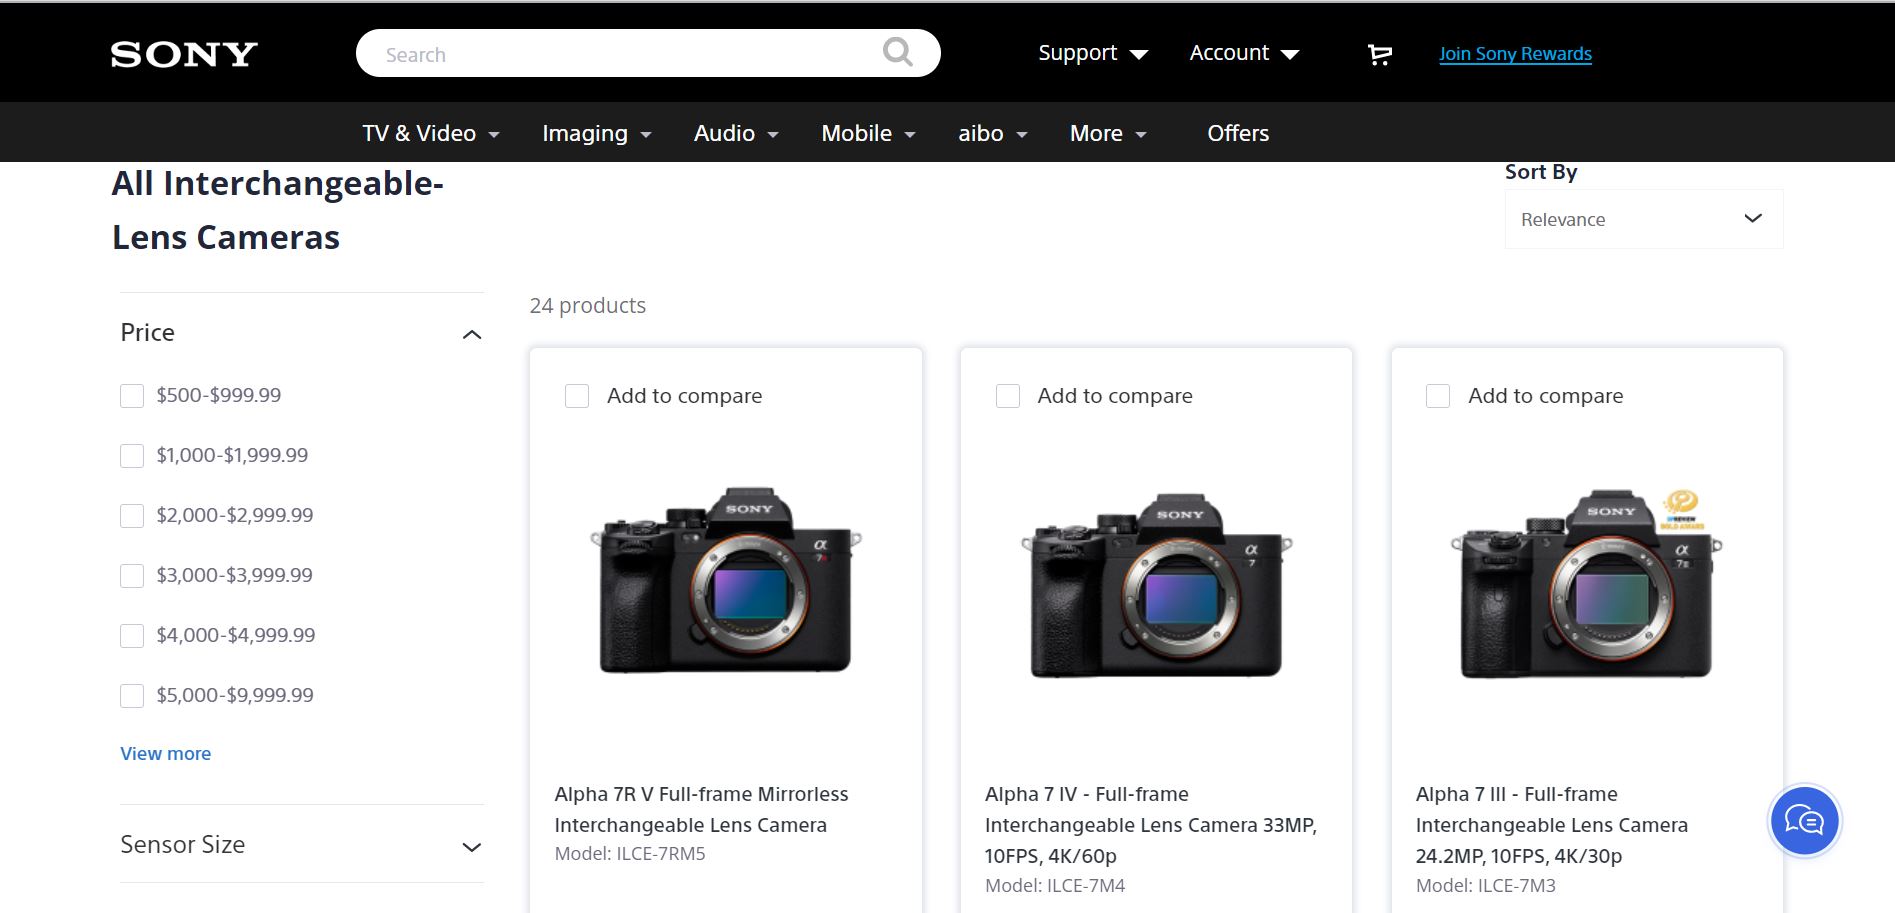 SONY
Search
Support
Account
Join Sony Rewards
TV & Video
Imaging
Audio
Mobile
aibo
More
Offers
All Interchangeable-
Lens Cameras
Sort By
Relevance
24 products
Price
$500-$999.99
$1,000-$1,999.99
$2,000-$2,999.99
$3,000-$3,999.99
$4,000-$4,999.99
$5,000-$9,999.99
View more
Sensor Size
Add to compare
SONY
α
7R
Alpha 7R V Full-frame Mirrorless
Interchangeable Lens Camera
Model: ILCE-7RM5
Add to compare
SONY
α
7
Alpha 7 IV - Full-frame
Interchangeable Lens Camera 33MP,
10FPS, 4K/60p
Model: ILCE-7M4
Add to compare
SONY
GOLD AWARD
α
7III
Alpha 7 III - Full-frame
Interchangeable Lens Camera
24.2MP, 10FPS, 4K/30p
Model: ILCE-7M3